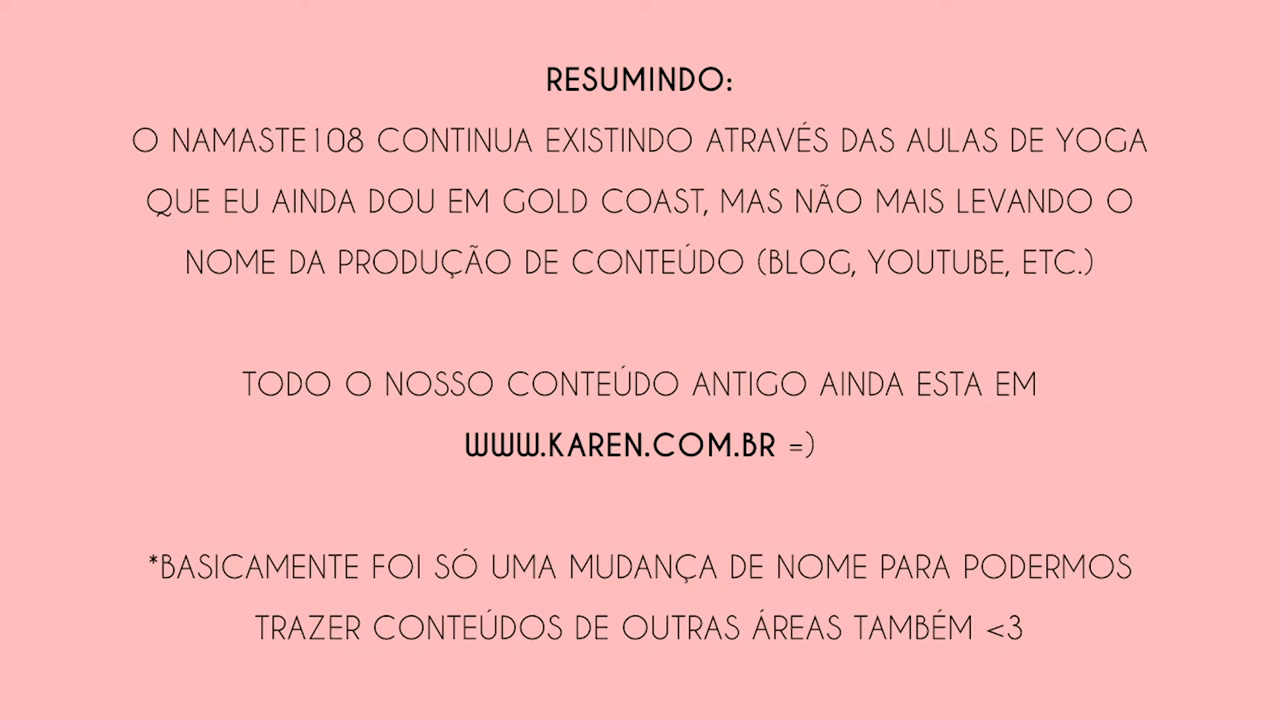 RESUMINDO:
O NAMASTE108 CONTINUA EXISTINDO ATRAVÉS DAS AULAS DE YOGA
QUE EU AINDA DOU EM GOLD COAST, MAS NÃO MAIS LEVANDO O
NOME DA PRODUÇÃO DE CONTEÚDO (BLOG, YOUTUBE, ETC.)
TODO O NOSSO CONTEÚDO ANTIGO AINDA ESTA EM
WWW.KAREN.COM.BR =)
*BASICAMENTE FOI SÓ UMA MUDANÇA DE NOME PARA PODERMOS
TRAZER CONTEÚDOS DE OUTRAS ÁREAS TAMBÉM <3